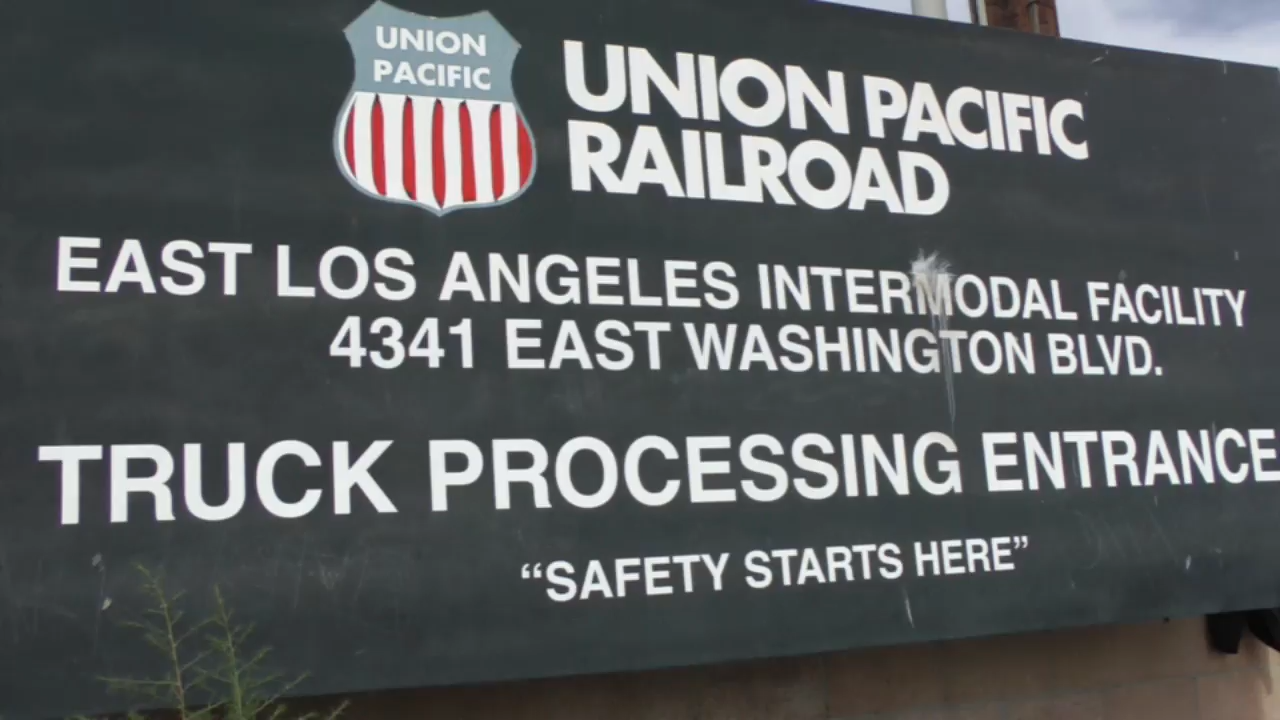 UNION
PACIFIC
UNION PACIFIC
RAILROAD
EAST LOS ANGELES INTERMODAL FACILITY
4341 EAST WASHINGTON BLVD.
TRUCK PROCESSING ENTRANCE
“SAFETY STARTS HERE”